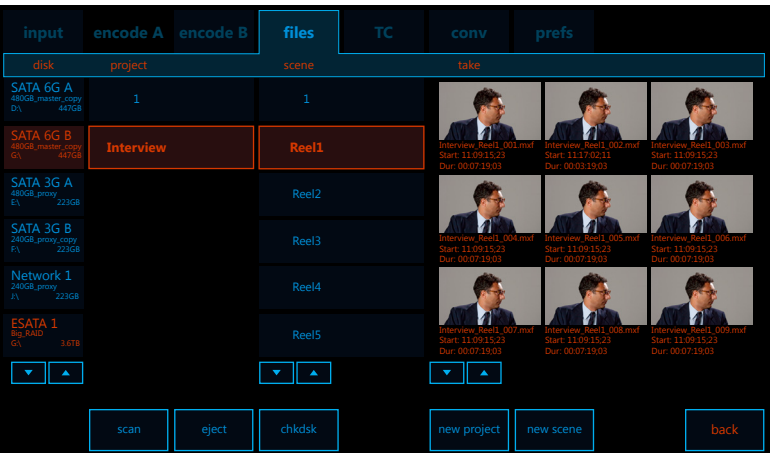 input encode A encode B files TC conv prefs
disk project scene take
SATA 6G A
480GB_master_copy
D:\ 447GB
SATA 6G B
480GB_master_copy
G:\ 447GB
SATA 3G A
480GB_proxy
E:\ 223GB
SATA 3G B
240GB_proxy_copy
F:\ 223GB
Network 1
240GB_proxy
J:\ 223GB
ESATA 1
Big_RAID
G:\ 3.6TB
1
Interview
1
Reel1
Reel2
Reel3
Reel4
Reel5
Interview_Reel1_001.mxf
Start: 11:09:15;23
Dur: 00:07:19;03
Interview_Reel1_002.mxf
Start: 11:17:02;11
Dur: 00:03:19;03
Interview_Reel1_003.mxf
Start: 11:09:15;23
Dur: 00:07:19;03
Interview_Reel1_004.mxf
Start: 11:09:15;23
Dur: 00:07:19;03
Interview_Reel1_005.mxf
Start: 11:09:15;23
Dur: 00:07:19;03
Interview_Reel1_006.mxf
Start: 11:09:15;23
Dur: 00:07:19;03
Interview_Reel1_007.mxf
Start: 11:09:15;23
Dur: 00:07:19;03
Interview_Reel1_008.mxf
Start: 11:09:15;23
Dur: 00:07:19;03
Interview_Reel1_009.mxf
Start: 11:09:15;23
Dur: 00:07:19;03
scan eject chkdsk new project new scene back